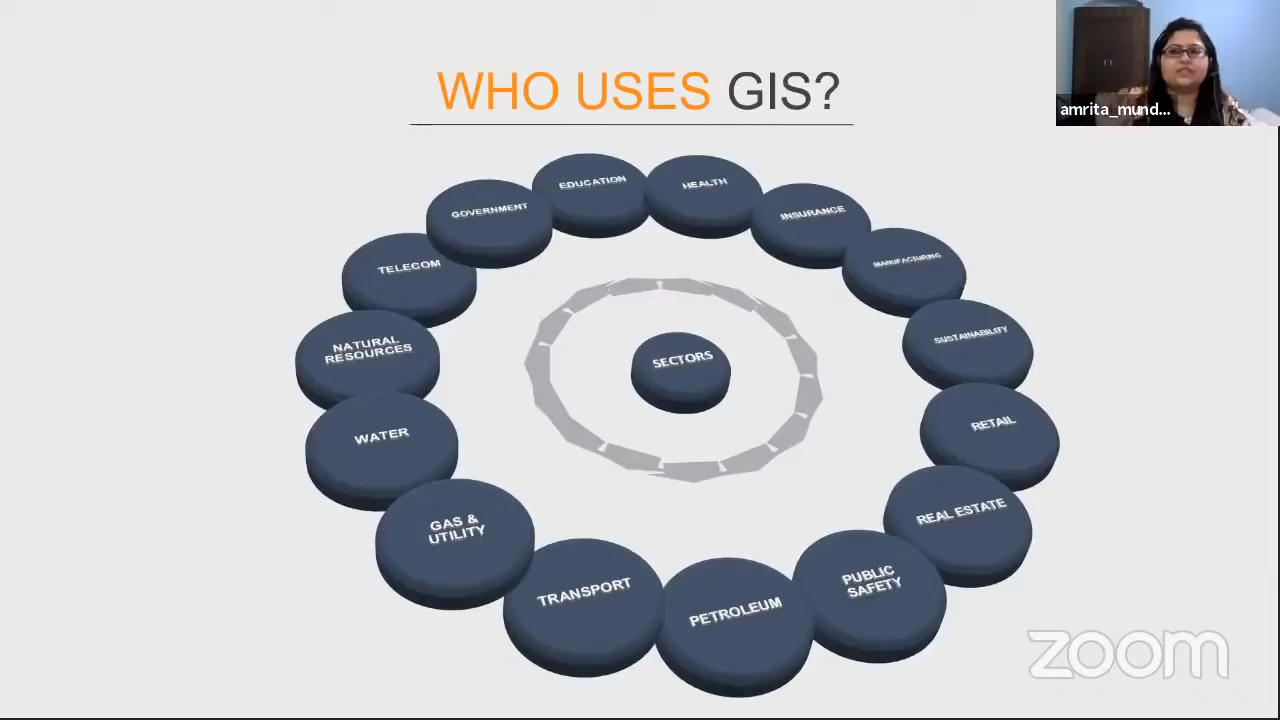 WHO USES GIS?
amrita_mund...
EDUCATION
HEALTH
INSURANCE
MANUFACTURING
SUSTAINABILITY
RETAIL
REAL ESTATE
PUBLIC
SAFETY
PETROLEUM
TRANSPORT
GAS &
UTILITY
WATER
NATURAL
RESOURCES
TELECOM
GOVERNMENT
SECTORS
zoom